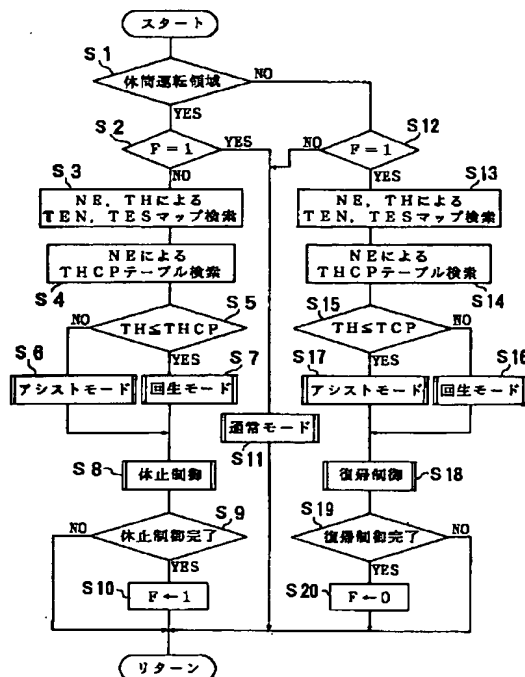 スタート
S1
休筒運転領域
NO
YES
S2
F=1
YES
NO
S12
F=1
NO
YES
S3
NE, THによる
TEN, TESマップ検索
S13
NE, THによる
TEN, TESマップ検索
S4
NEによる
THCPテーブル検索
S14
NEによる
THCPテーブル検索
S5
TH≦THCP
NO
YES
S15
TH≦TCP
NO
YES
S6
アシストモード
S7
回生モード
S17
アシストモード
S16
回生モード
通常モード
S11
S8
休止制御
復帰制御
S18
S9
休止制御完了
NO
YES
S19
復帰制御完了
NO
YES
S10
F←1
S20
F←0
リターン